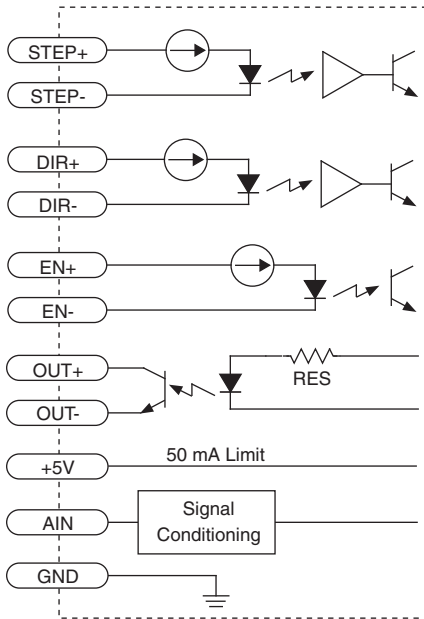 STEP+
STEP-
DIR+
DIR-
EN+
EN-
OUT+
RES
OUT-
+5V
50 mA Limit
AIN
Signal
Conditioning
GND